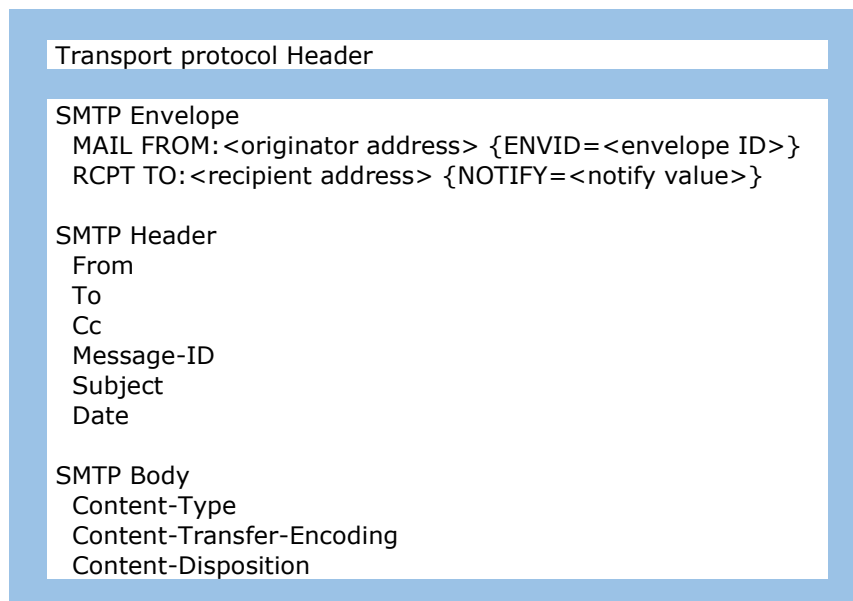 Transport protocol Header
SMTP Envelope
MAIL FROM:<originator address> {ENVID=<envelope ID>}
RCPT TO:<recipient address> {NOTIFY=<notify value>}
SMTP Header
From
To
Cc
Message-ID
Subject
Date
SMTP Body
Content-Type
Content-Transfer-Encoding
Content-Disposition